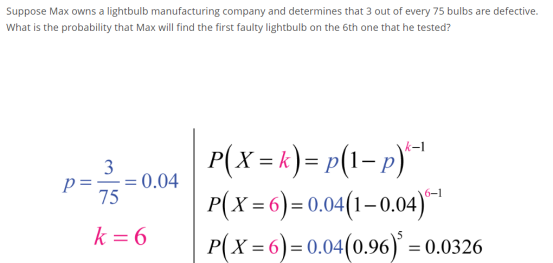 Suppose Max owns a lightbulb manufacturing company and determines that 3 out of every 75 bulbs are defective.
What is the probability that Max will find the first faulty lightbulb on the 6th one that he tested?
p = 3/75 = 0.04
k = 6
P(X = k) = p(1 − p)^(k−1)
P(X = 6) = 0.04(1 − 0.04)^(6−1)
P(X = 6) = 0.04(0.96)^5 = 0.0326